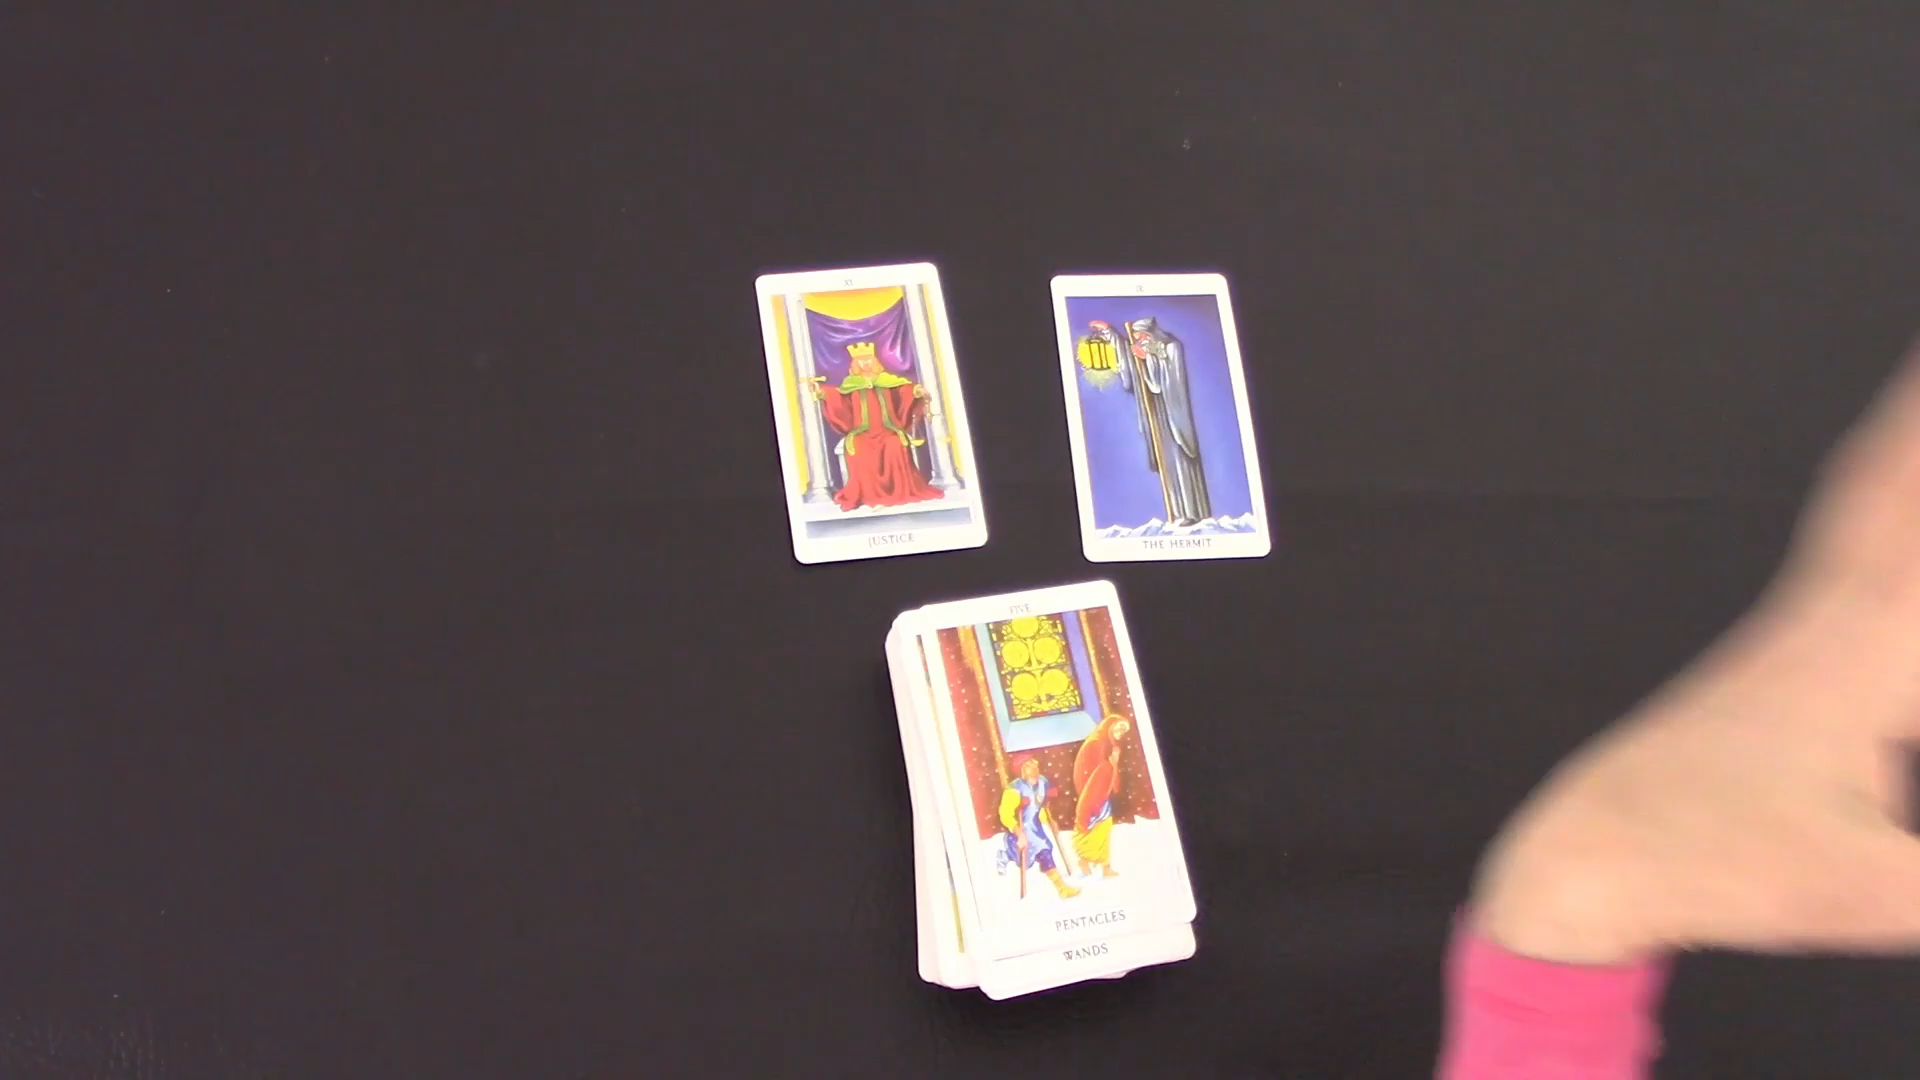 XI
JUSTICE
IX
THE HERMIT
FIVE
PENTACLES
WANDS